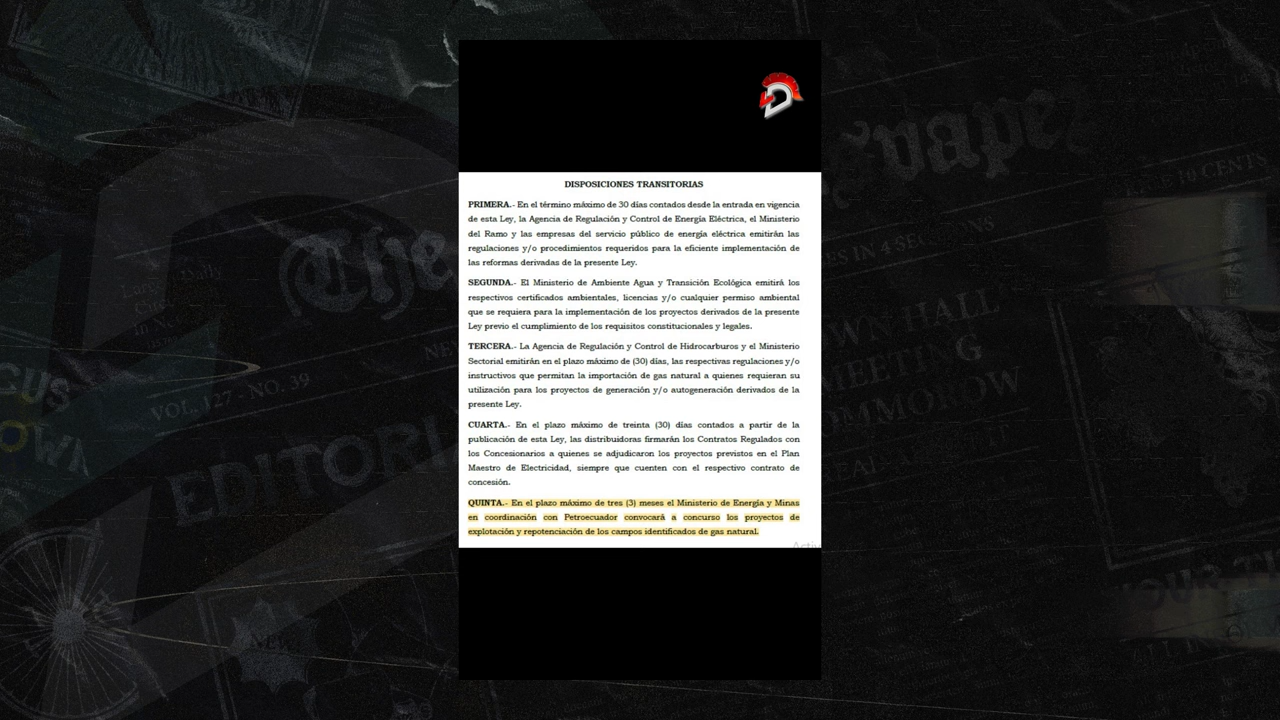 DISPOSICIONES TRANSITORIAS
PRIMERA.- En el término máximo de 30 días contados desde la entrada en vigencia
de esta Ley, la Agencia de Regulación y Control de Energía Eléctrica, el Ministerio
del Ramo y las empresas del servicio público de energía eléctrica emitirán las
regulaciones y/o procedimientos requeridos para la eficiente implementación de
las reformas derivadas de la presente Ley.
SEGUNDA.- El Ministerio de Ambiente Agua y Transición Ecológica emitirá los
respectivos certificados ambientales, licencias y/o cualquier permiso ambiental
que se requiera para la implementación de los proyectos derivados de la presente
Ley previo el cumplimiento de los requisitos constitucionales y legales.
TERCERA.- La Agencia de Regulación y Control de Hidrocarburos y el Ministerio
Sectorial emitirán en el plazo máximo de (30) días, las respectivas regulaciones y/o
instructivos que permitan la importación de gas natural a quienes requieran su
utilización para los proyectos de generación y/o autogeneración derivados de la
presente Ley.
CUARTA.- En el plazo máximo de treinta (30) días contados a partir de la
publicación de esta Ley, las distribuidoras firmarán los Contratos Regulados con
los Concesionarios a quienes se adjudicaron los proyectos previstos en el Plan
Maestro de Electricidad, siempre que cuenten con el respectivo contrato de
concesión.
QUINTA.- En el plazo máximo de tres (3) meses el Ministerio de Energía y Minas
en coordinación con Petroecuador convocará a concurso los proyectos de
explotación y repotenciación de los campos identificados de gas natural.
The
VOL. 127. NO. 39
EDITORI
10 CENTS